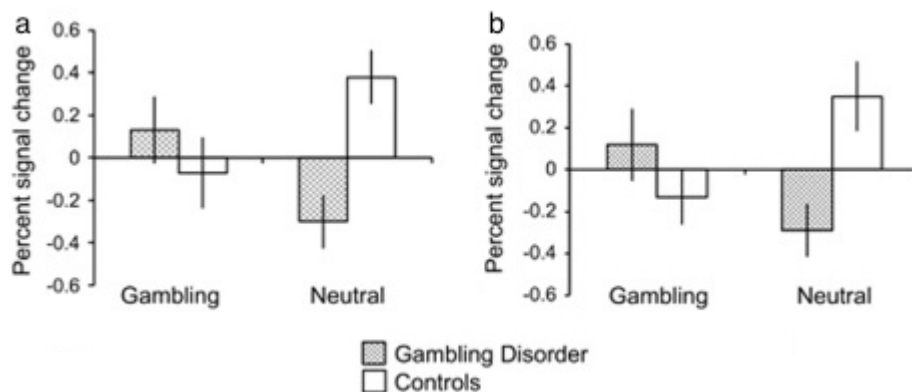 a
Percent signal change
0.6
0.4
0.2
0
-0.2
-0.4
-0.6
Gambling
Neutral
b
Percent signal change
0.6
0.4
0.2
0
-0.2
-0.4
-0.6
Gambling
Neutral
Gambling Disorder
Controls